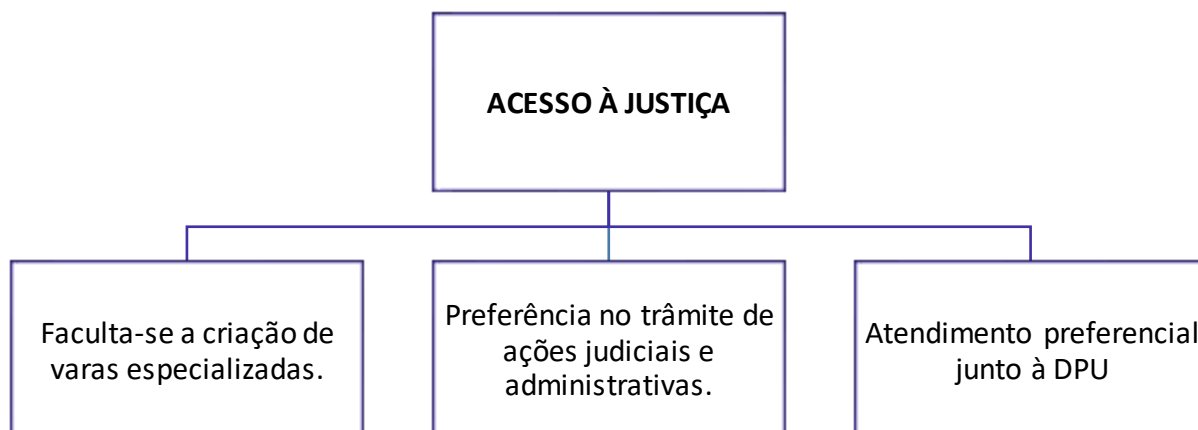 ACESSO À JUSTIÇA
Faculta-se a criação de
varas especializadas.
Preferência no trâmite de
ações judiciais e
administrativas.
Atendimento preferencial
junto à DPU